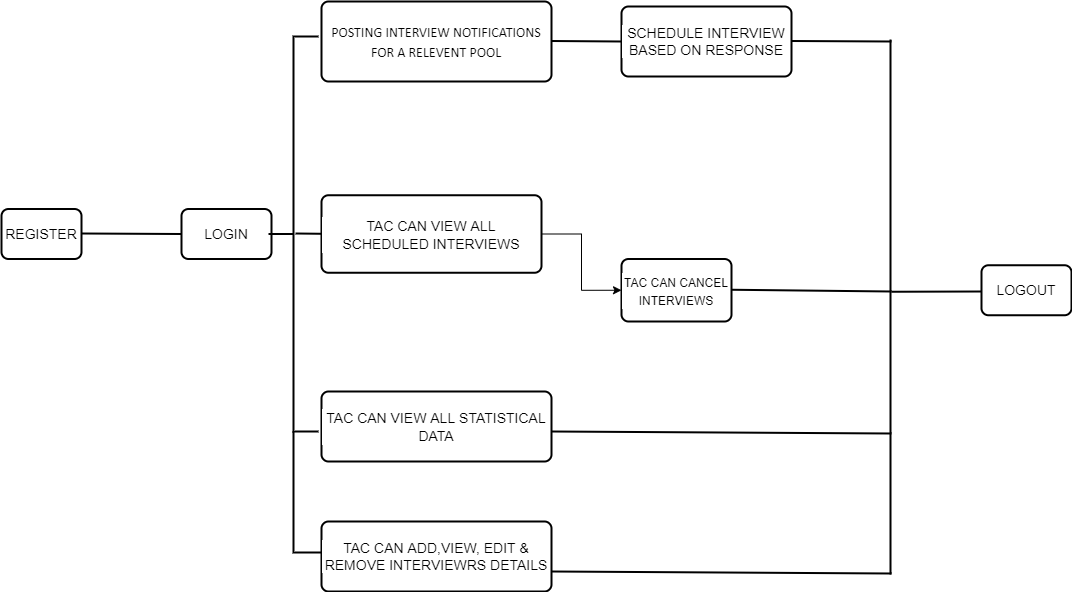 POSTING INTERVIEW NOTIFICATIONS
FOR A RELEVENT POOL
SCHEDULE INTERVIEW
BASED ON RESPONSE
REGISTER
LOGIN
TAC CAN VIEW ALL
SCHEDULED INTERVIEWS
TAC CAN CANCEL
INTERVIEWS
LOGOUT
TAC CAN VIEW ALL STATISTICAL
DATA
TAC CAN ADD,VIEW, EDIT &
REMOVE INTERVIEWRS DETAILS